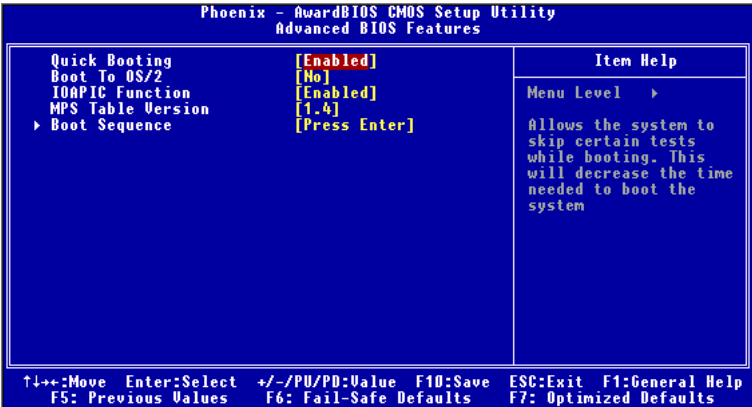 Phoenix - AwardBIOS CMOS Setup Utility
Advanced BIOS Features
Quick Booting [Enabled]
Boot To OS/2 [No]
IOAPIC Function [Enabled]
MPS Table Version [1.4]
▸ Boot Sequence [Press Enter]
Item Help
Menu Level ▸
Allows the system to
skip certain tests
while booting. This
will decrease the time
needed to boot the
system
↑↓→←:Move Enter:Select +/-/PU/PD:Value F10:Save ESC:Exit F1:General Help
F5: Previous Values F6: Fail-Safe Defaults F7: Optimized Defaults